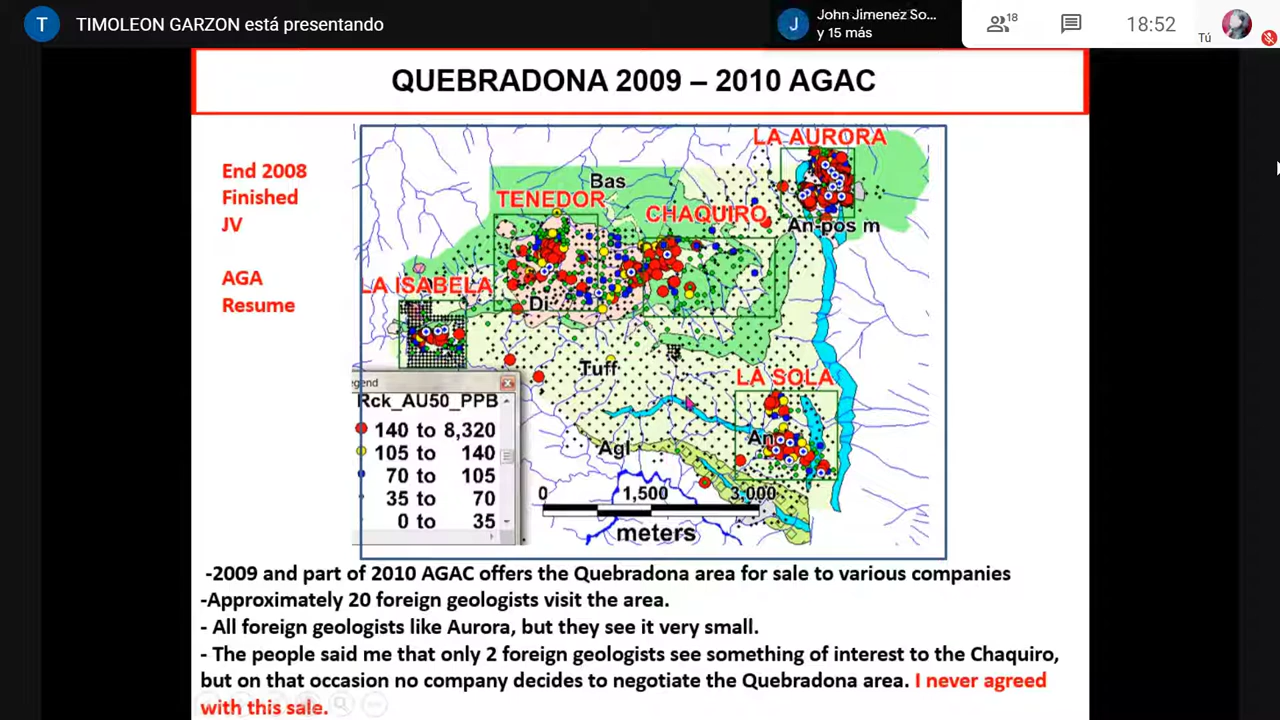 T TIMOLEON GARZON está presentando
J John Jimenez So...
y 15 más
18
18:52
Tú
QUEBRADONA 2009 – 2010 AGAC
End 2008
Finished
JV
AGA
Resume
LA AURORA
Bas
TENEDOR
CHAQUIRO
An-pos m
LA ISABELA
Di
Tuff
LA SOLA
An
Agl
egend
Rck_AU50_PPB
140 to 8,320
105 to 140
70 to 105
35 to 70
0 to 35
0 1,500 3,000
meters
-2009 and part of 2010 AGAC offers the Quebradona area for sale to various companies
-Approximately 20 foreign geologists visit the area.
- All foreign geologists like Aurora, but they see it very small.
- The people said me that only 2 foreign geologists see something of interest to the Chaquiro,
but on that occasion no company decides to negotiate the Quebradona area. I never agreed
with this sale.